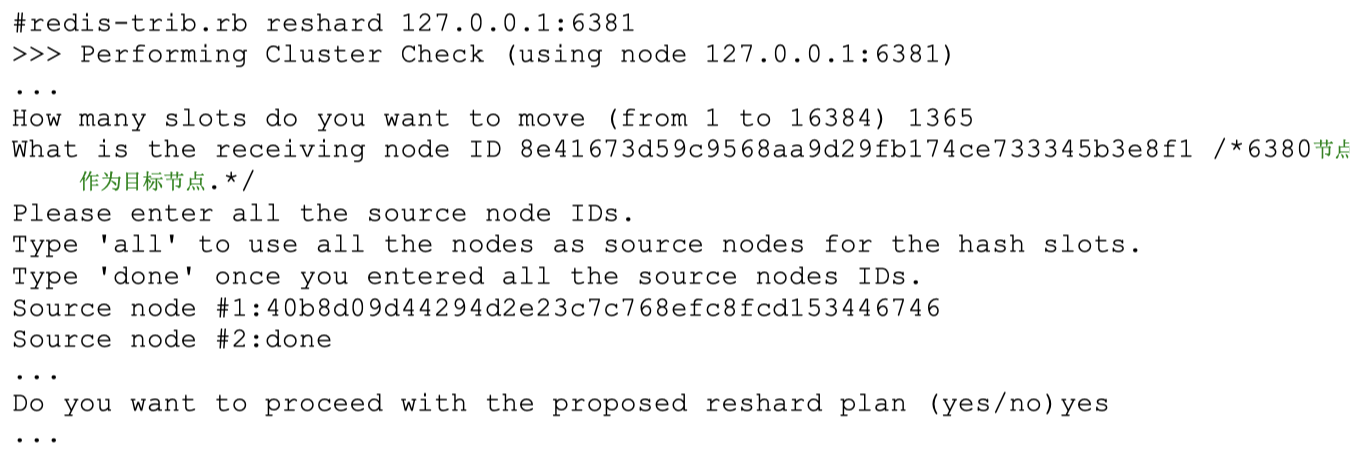 #redis-trib.rb reshard 127.0.0.1:6381
>>> Performing Cluster Check (using node 127.0.0.1:6381)
...
How many slots do you want to move (from 1 to 16384) 1365
What is the receiving node ID 8e41673d59c9568aa9d29fb174ce733345b3e8f1 /*6380节点
作为目标节点.*/
Please enter all the source node IDs.
Type 'all' to use all the nodes as source nodes for the hash slots.
Type 'done' once you entered all the source nodes IDs.
Source node #1:40b8d09d44294d2e23c7c768efc8fcd153446746
Source node #2:done
...
Do you want to proceed with the proposed reshard plan (yes/no)yes
...